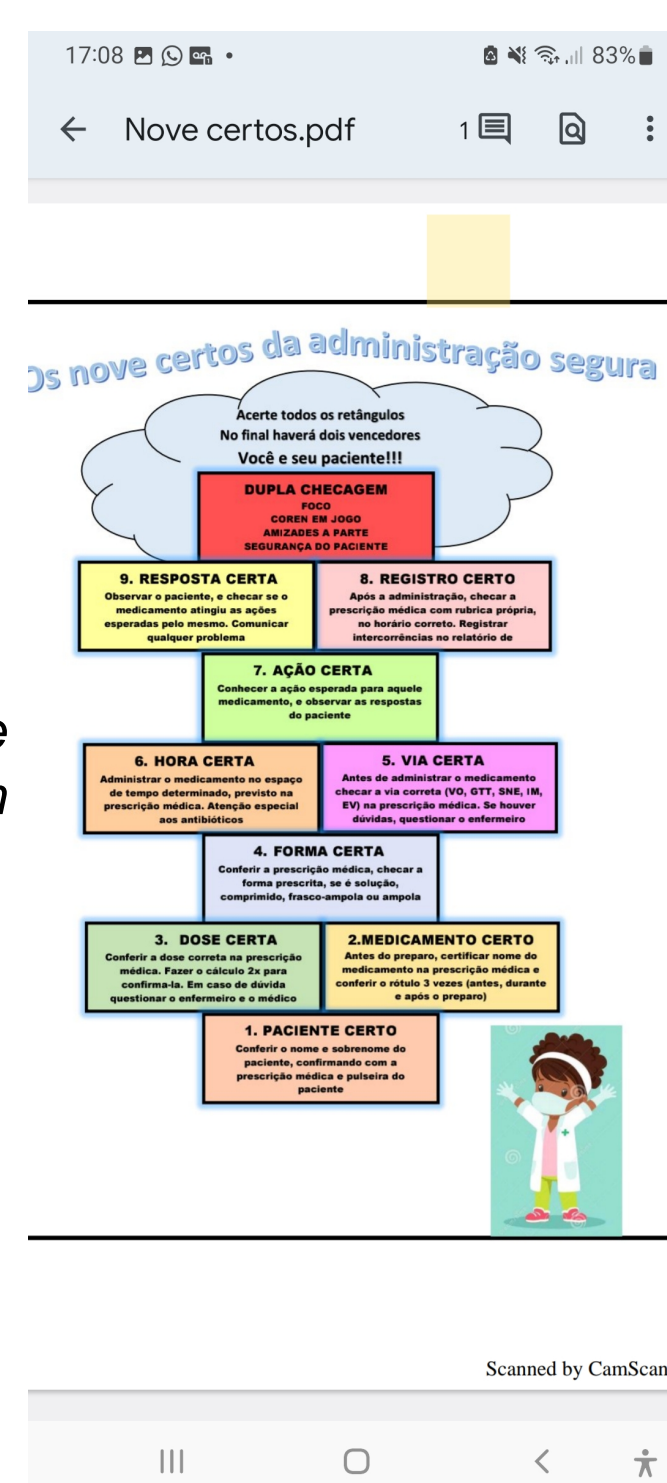 17:08
83%
Nove certos.pdf
1
Os nove certos da administração segura
Acerte todos os retângulos
No final haverá dois vencedores
Você e seu paciente!!!
DUPLA CHECAGEM
FOCO
COREN EM JOGO
AMIZADES A PARTE
SEGURANÇA DO PACIENTE
9. RESPOSTA CERTA
Observar o paciente, e checar se o
medicamento atingiu as ações
esperadas pelo mesmo. Comunicar
qualquer problema
8. REGISTRO CERTO
Após a administração, checar a
prescrição médica com rubrica própria,
no horário correto. Registrar
intercorrências no relatório de
7. AÇÃO CERTA
Conhecer a ação esperada para aquele
medicamento, e observar as respostas
do paciente
e
m
6. HORA CERTA
Administrar o medicamento no espaço
de tempo determinado, previsto na
prescrição médica. Atenção especial
aos antibióticos
5. VIA CERTA
Antes de administrar o medicamento
checar a via correta (VO, GTT, SNE, IM,
EV) na prescrição médica. Se houver
dúvidas, questionar o enfermeiro
4. FORMA CERTA
Conferir a prescrição médica, checar a
forma prescrita, se é solução,
comprimido, frasco-ampola ou ampola
3. DOSE CERTA
Conferir a dose correta na prescrição
médica. Fazer o cálculo 2x para
confirma-la. Em caso de dúvida
questionar o enfermeiro e o médico
2.MEDICAMENTO CERTO
Antes do preparo, certificar nome do
medicamento na prescrição médica e
conferir o rótulo 3 vezes (antes, durante
e após o preparo)
1. PACIENTE CERTO
Conferir o nome e sobrenome do
paciente, confirmando com a
prescrição médica e pulseira do
paciente
Scanned by CamScan